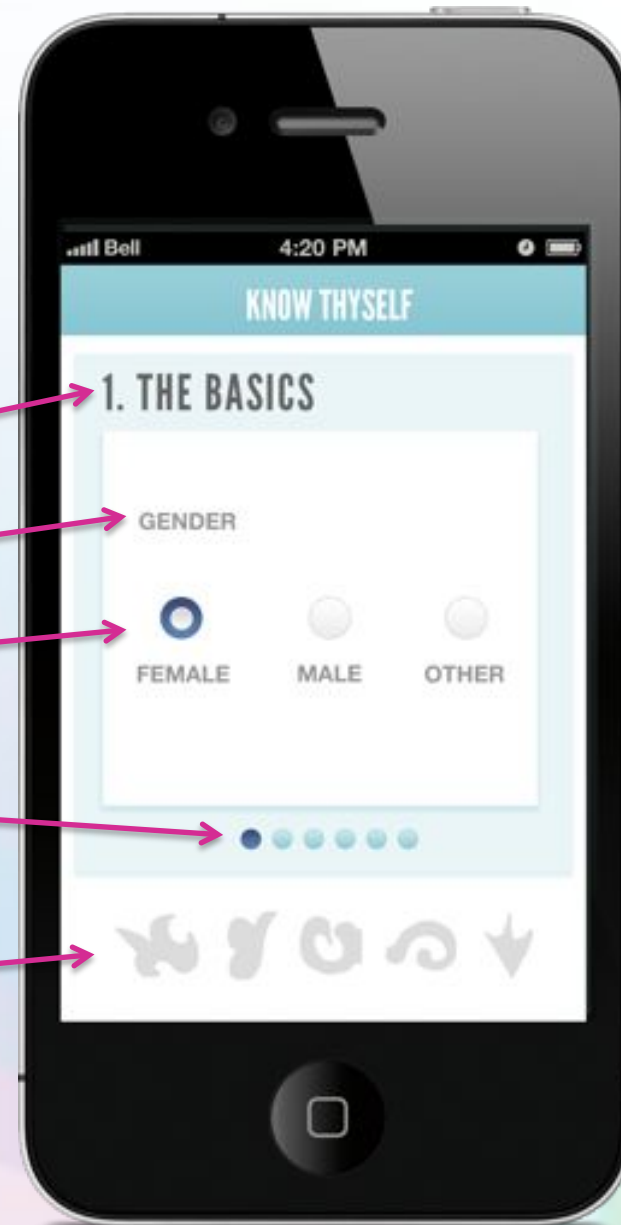 Bell 4:20 PM
KNOW THYSELF
1. THE BASICS
GENDER
FEMALE MALE OTHER